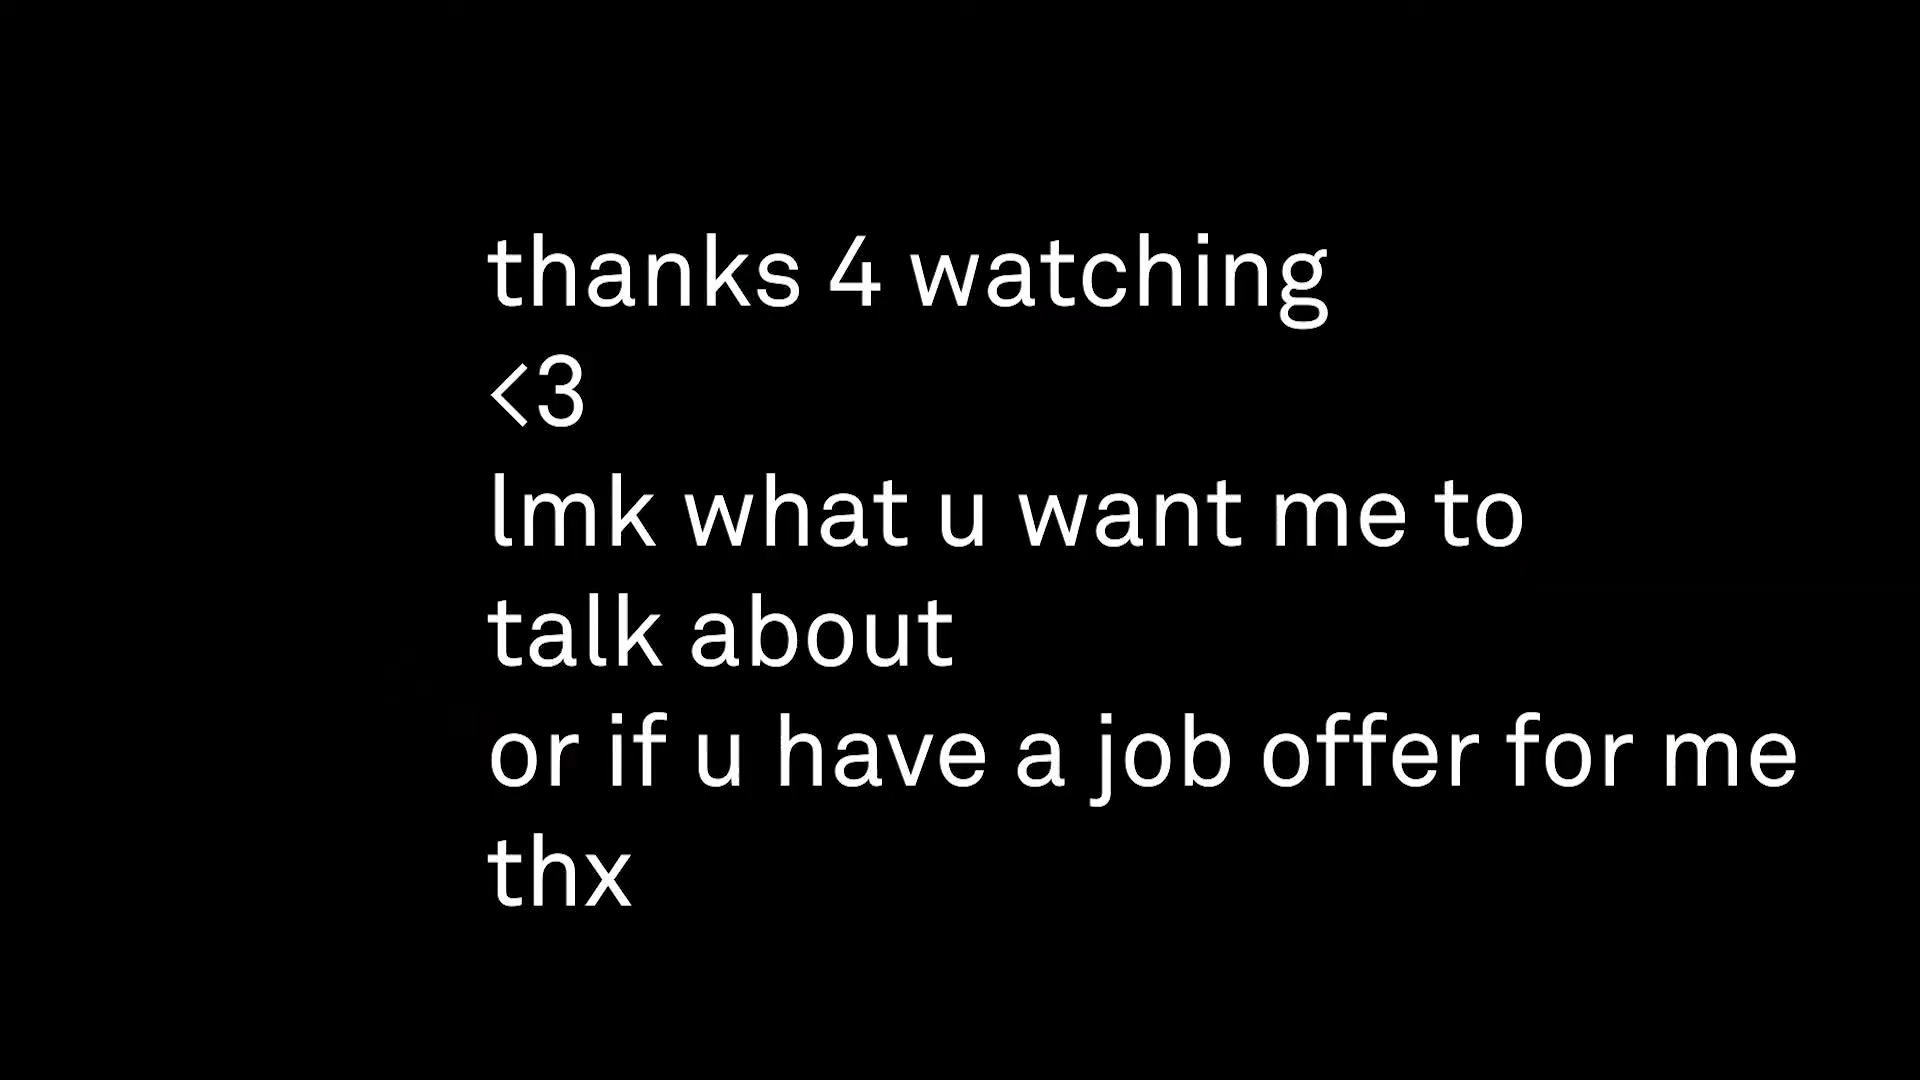 thanks 4 watching
<3
lmk what u want me to
talk about
or if u have a job offer for me
thx